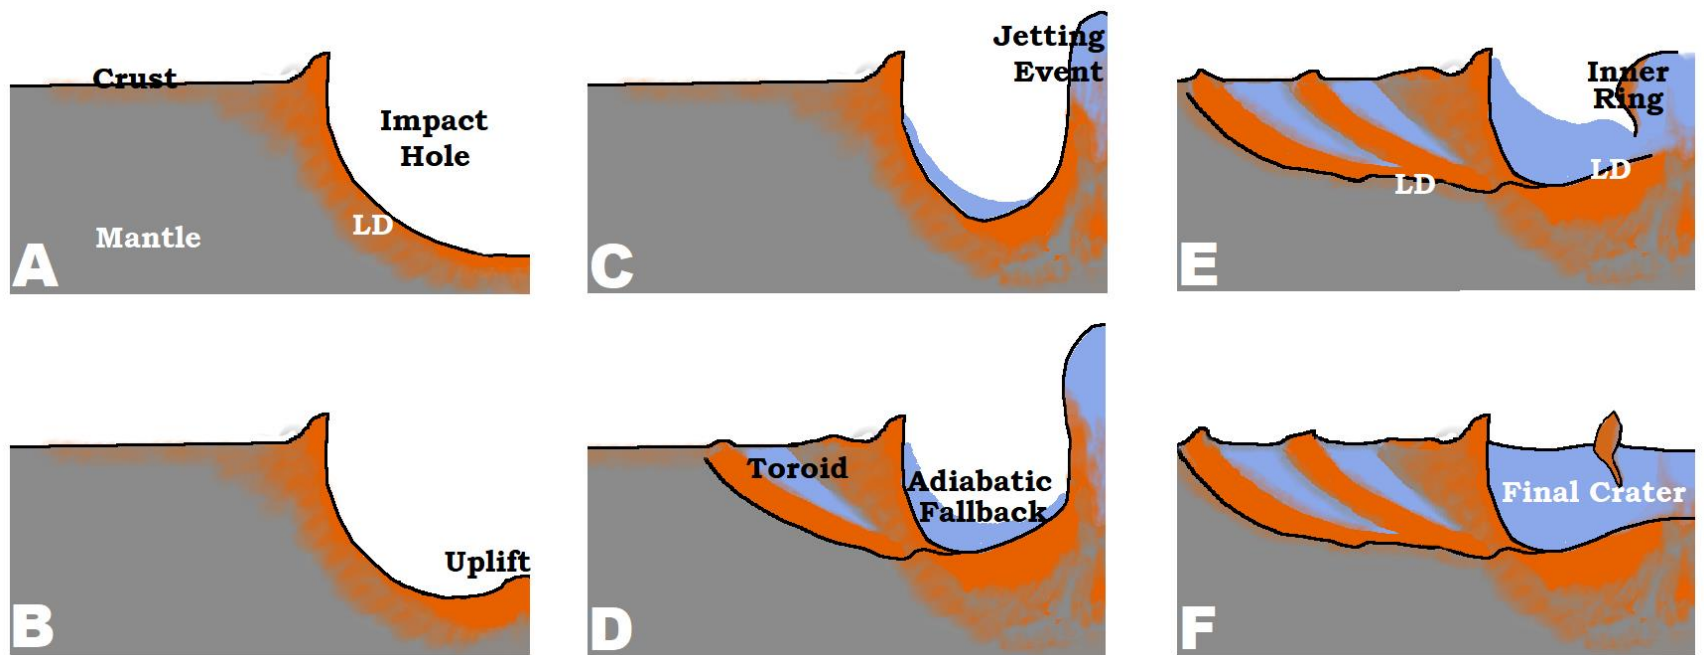 Crust
Impact
Hole
LD
Mantle
A
Uplift
B
Jetting
Event
C
Toroid
Adiabatic
Fallback
D
Inner
Ring
LD
LD
E
Final Crater
F